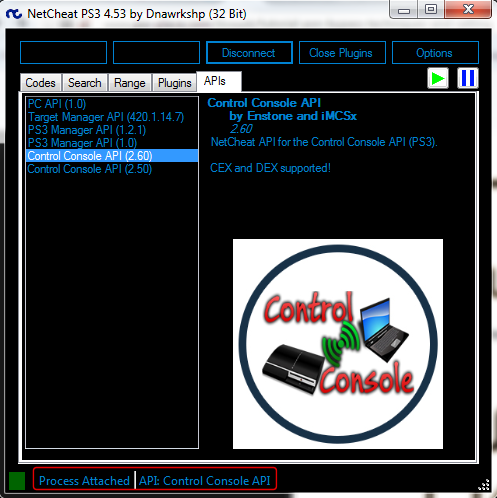 NetCheat PS3 4.53 by Dnawrkshp (32 Bit)
Disconnect
Close Plugins
Options
Codes
Search
Range
Plugins
APIs
PC API (1.0)
Target Manager API (420.1.14.7)
PS3 Manager API (1.2.1)
PS3 Manager API (1.0)
Control Console API (2.60)
Control Console API (2.50)
Control Console API
by Enstone and iMCSx
2.60
NetCheat API for the Control Console API (PS3).
CEX and DEX supported!
Control
Console
Process Attached
API: Control Console API